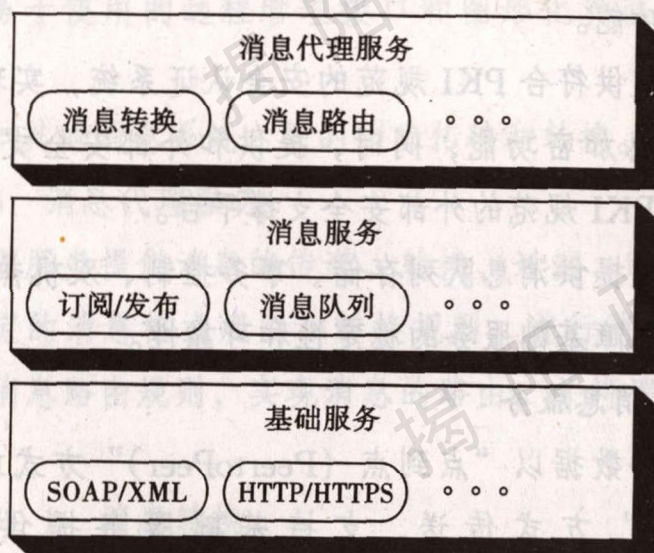 消息代理服务
消息转换 消息路由 。。。
消息服务
订阅/发布 消息队列 。。。
基础服务
SOAP/XML HTTP/HTTPS 。。。